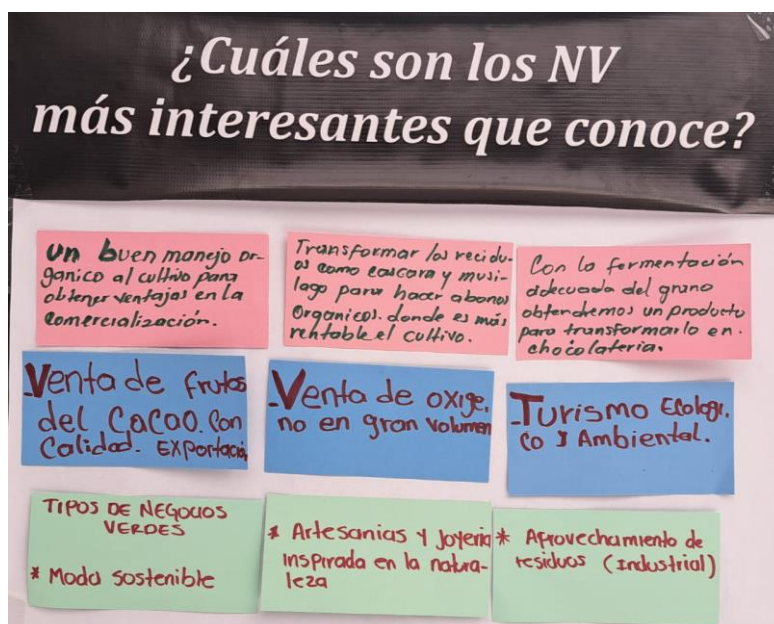 ¿Cuáles son los NV
más interesantes que conoce?
un buen manejo or-
ganico al cultivo para
obtener ventajas en la
comercialización.
Transformar los recidu-
os como cascara y musi-
lago para hacer abonos
Organicos. donde es más
rentable el cultivo.
Con la fermentación
adecuada del grano
obtendremos un producto
para transformarlo en
chocolateria.
-Venta de frutos
del Cacao. Con
Calidad. Exportació,
-Venta de oxige.
no en gran volumen
-Turismo Ecologi.
co y Ambiental.
TIPOS DE NEGOCIOS
VERDES
* Moda sostenible
* Artesanias y Joyeria
inspirada en la natura-
leza
* Aprovechamiento de
residuos (Industrial)